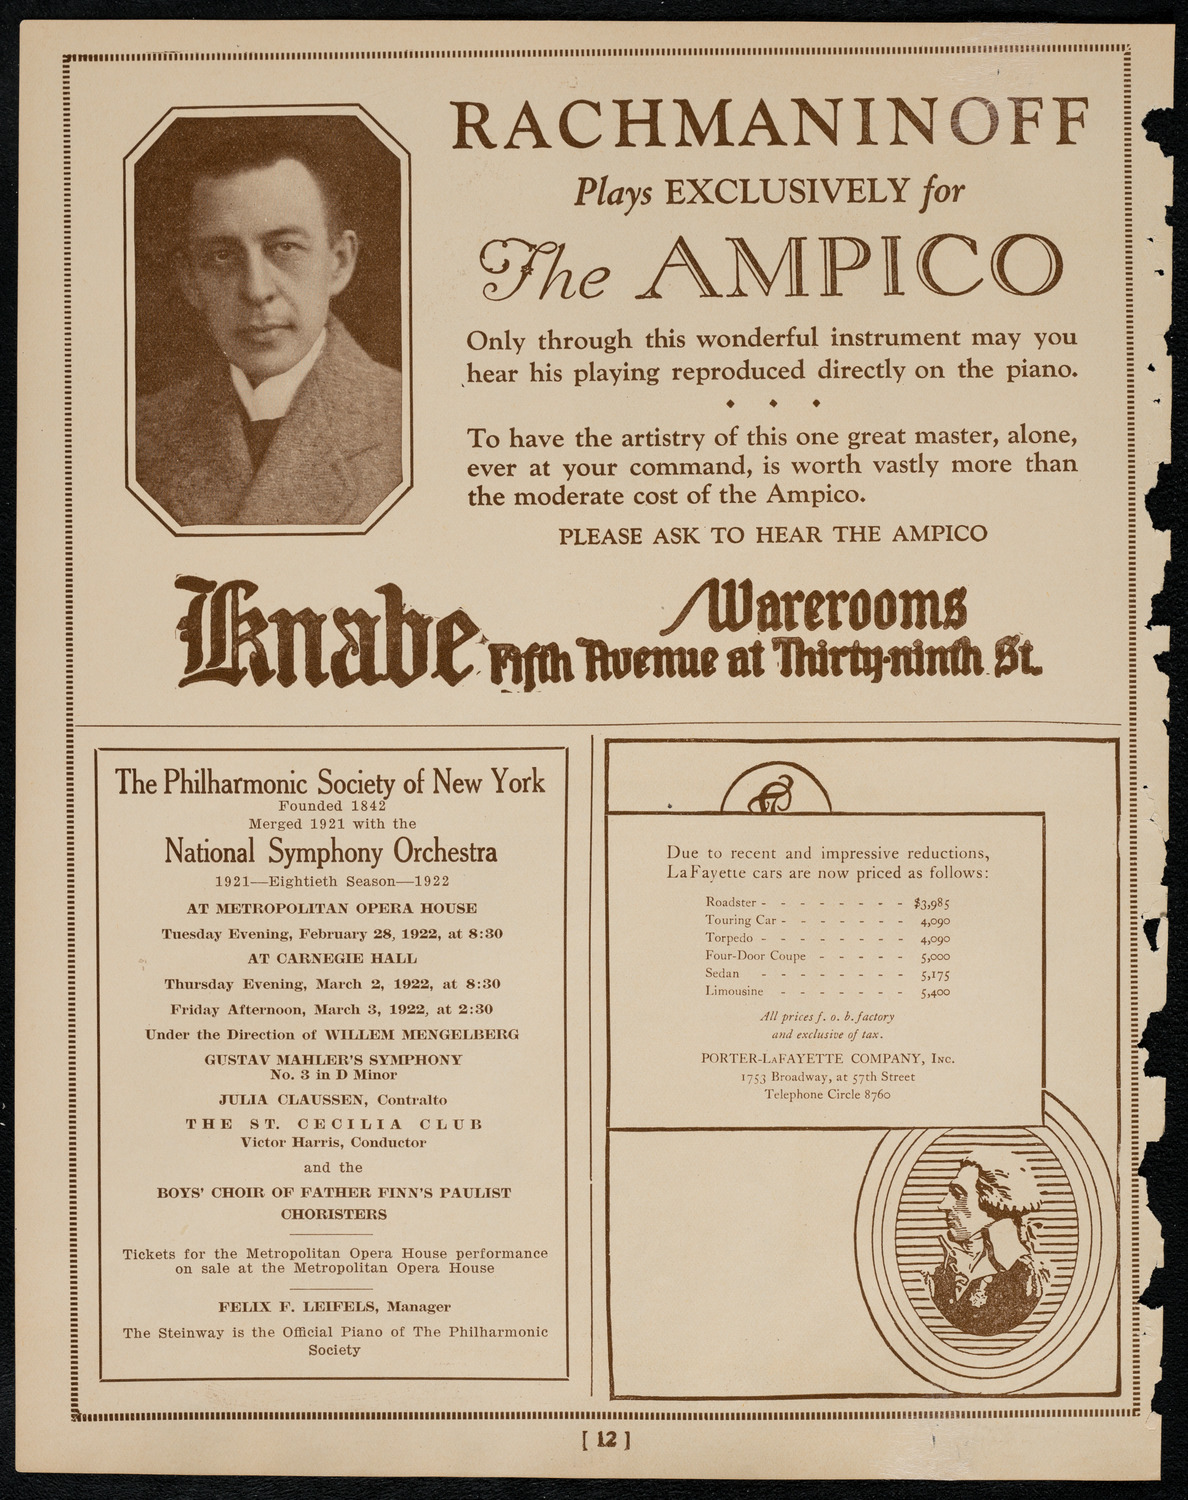 RACHMANINOFF
Plays EXCLUSIVELY for
The AMPICO
Only through this wonderful instrument may you
hear his playing reproduced directly on the piano.
To have the artistry of this one great master, alone,
ever at your command, is worth vastly more than
the moderate cost of the Ampico.
PLEASE ASK TO HEAR THE AMPICO
Knabe Warerooms
Fifth Avenue at Thirty-ninth St.
The Philharmonic Society of New York
Founded 1842
Merged 1921 with the
National Symphony Orchestra
1921—Eightieth Season—1922
AT METROPOLITAN OPERA HOUSE
Tuesday Evening, February 28, 1922, at 8:30
AT CARNEGIE HALL
Thursday Evening, March 2, 1922, at 8:30
Friday Afternoon, March 3, 1922, at 2:30
Under the Direction of WILLEM MENGELBERG
GUSTAV MAHLER'S SYMPHONY
No. 3 in D Minor
JULIA CLAUSSEN, Contralto
THE ST. CECILIA CLUB
Victor Harris, Conductor
and the
BOYS' CHOIR OF FATHER FINN'S PAULIST
CHORISTERS
Tickets for the Metropolitan Opera House performance
on sale at the Metropolitan Opera House
FELIX F. LEIFELS, Manager
The Steinway is the Official Piano of The Philharmonic
Society
Due to recent and impressive reductions,
LaFayette cars are now priced as follows:
Roadster - - - - - - - - $3,985
Touring Car - - - - - - - 4,090
Torpedo - - - - - - - - 4,090
Four-Door Coupe - - - - - 5,000
Sedan - - - - - - - - 5,175
Limousine - - - - - - - 5,400
All prices f. o. b. factory
and exclusive of tax.
PORTER-LAFAYETTE COMPANY, Inc.
1753 Broadway, at 57th Street
Telephone Circle 8760
[ 12 ]